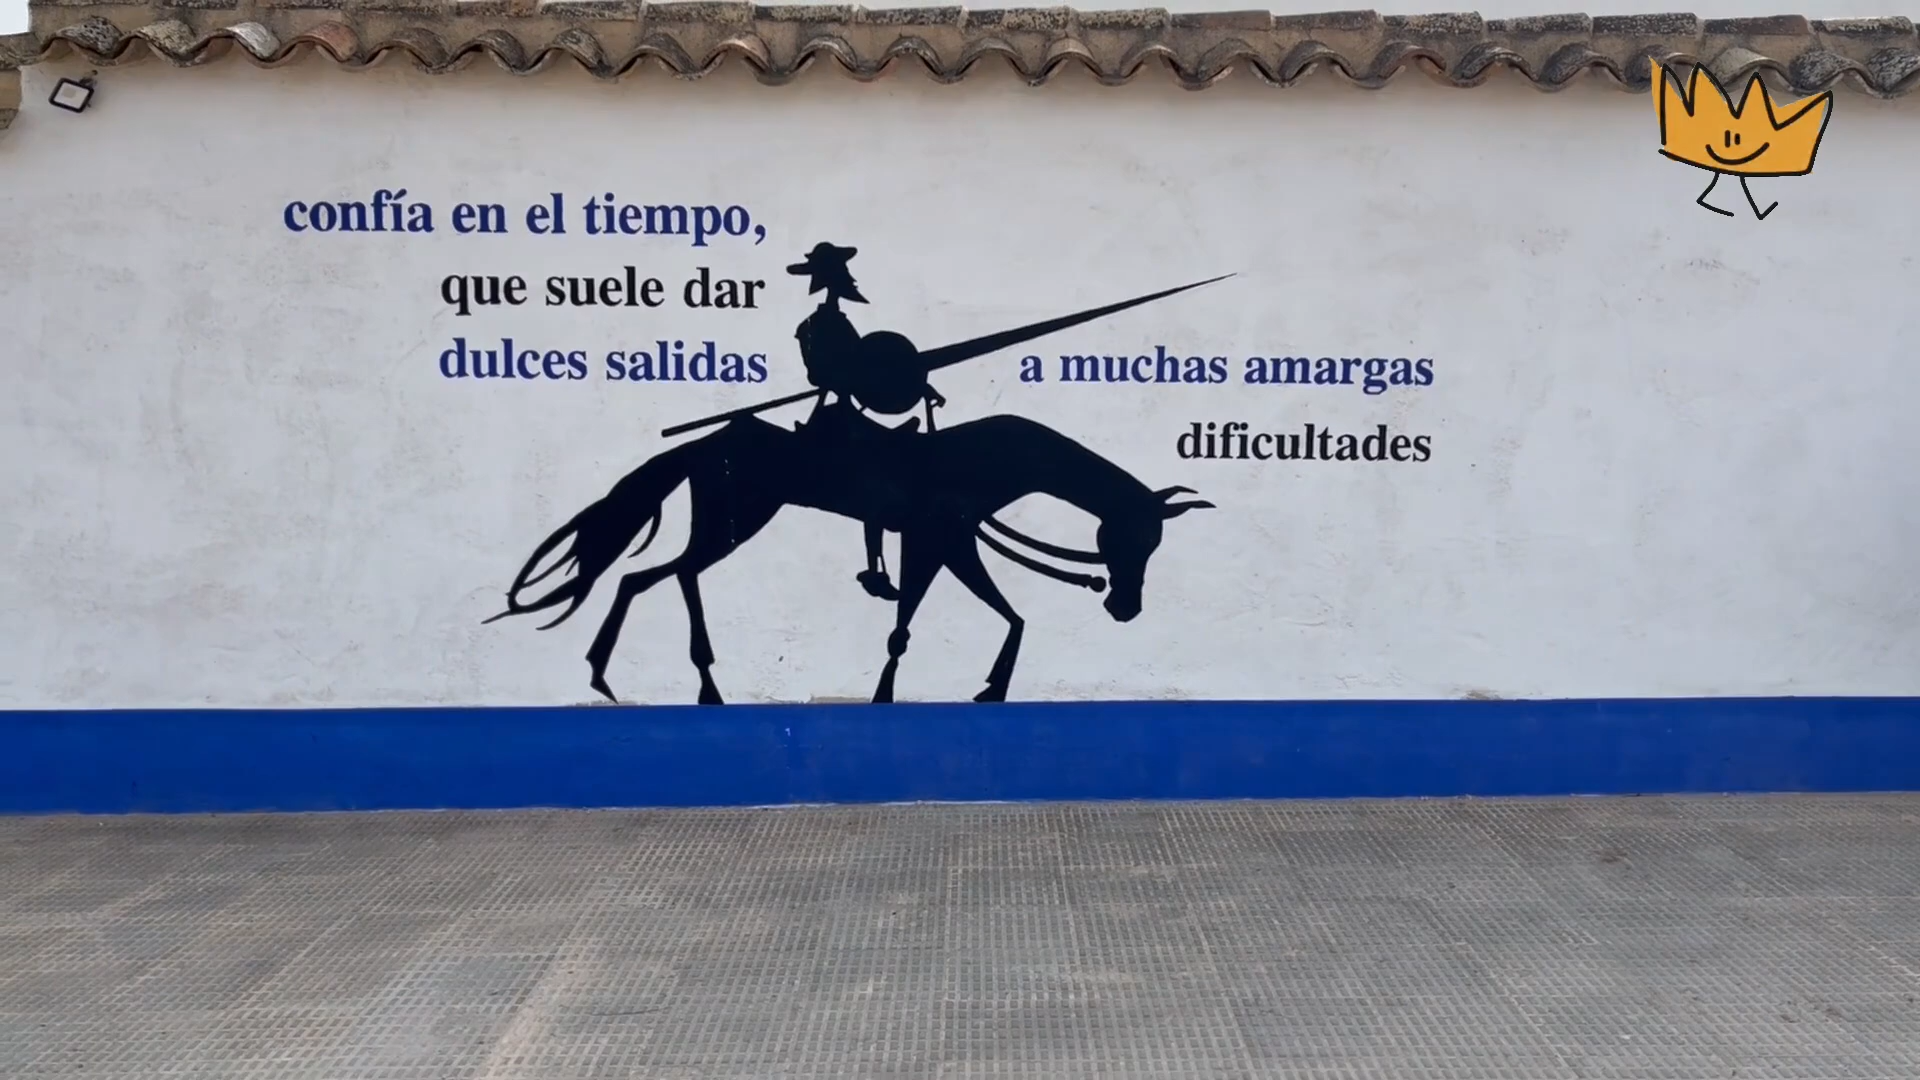 confía en el tiempo,
que suele dar
dulces salidas
a muchas amargas
dificultades